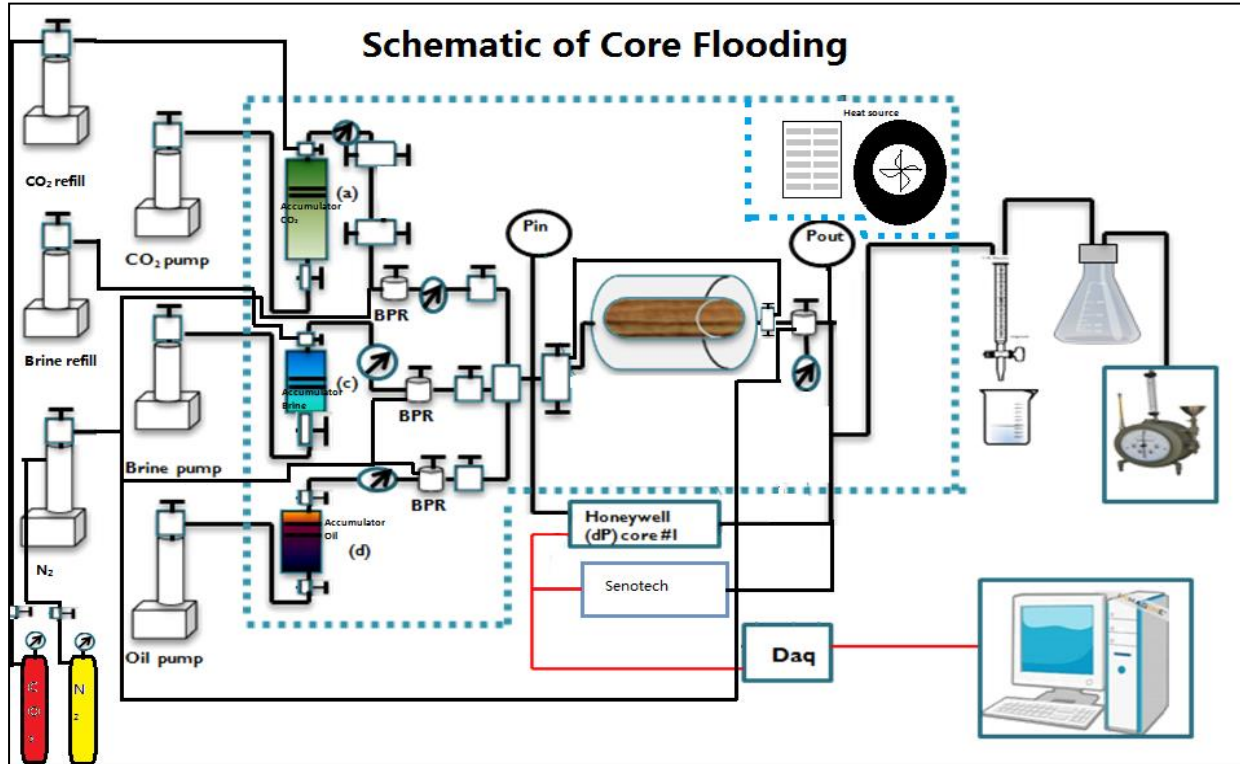 Schematic of Core Flooding
Heat source
CO₂ refill
(a)
Accumulator
CO₂
Pin
Pout
CO₂ pump
BPR
Brine refill
Accumulator
Brine
(c)
BPR
Brine pump
BPR
Accumulator
Oil
(d)
Honeywell
(dP) core #1
N₂
Senotech
Oil pump
Daq
N
2